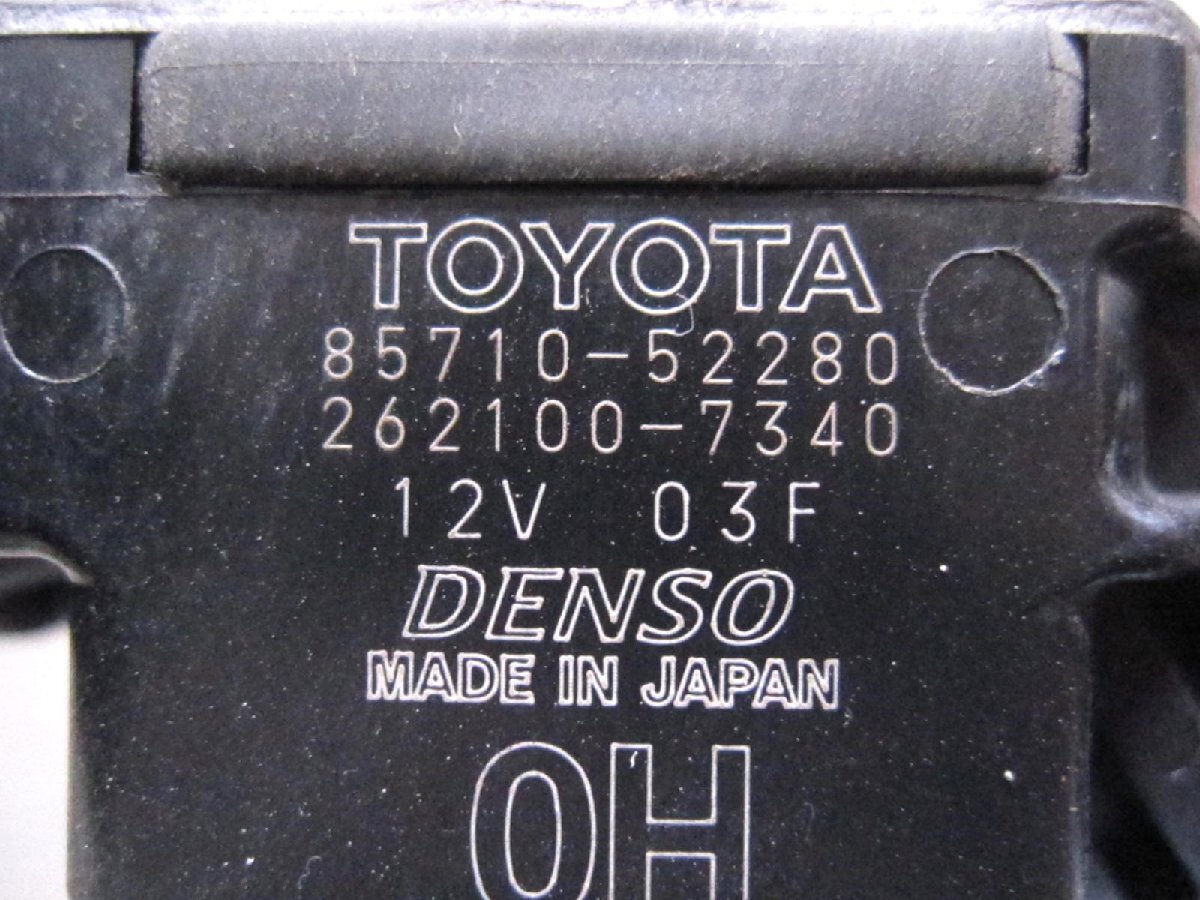 TOYOTA
85710-52280
262100-7340
12V 03F
DENSO
MADE IN JAPAN
0H